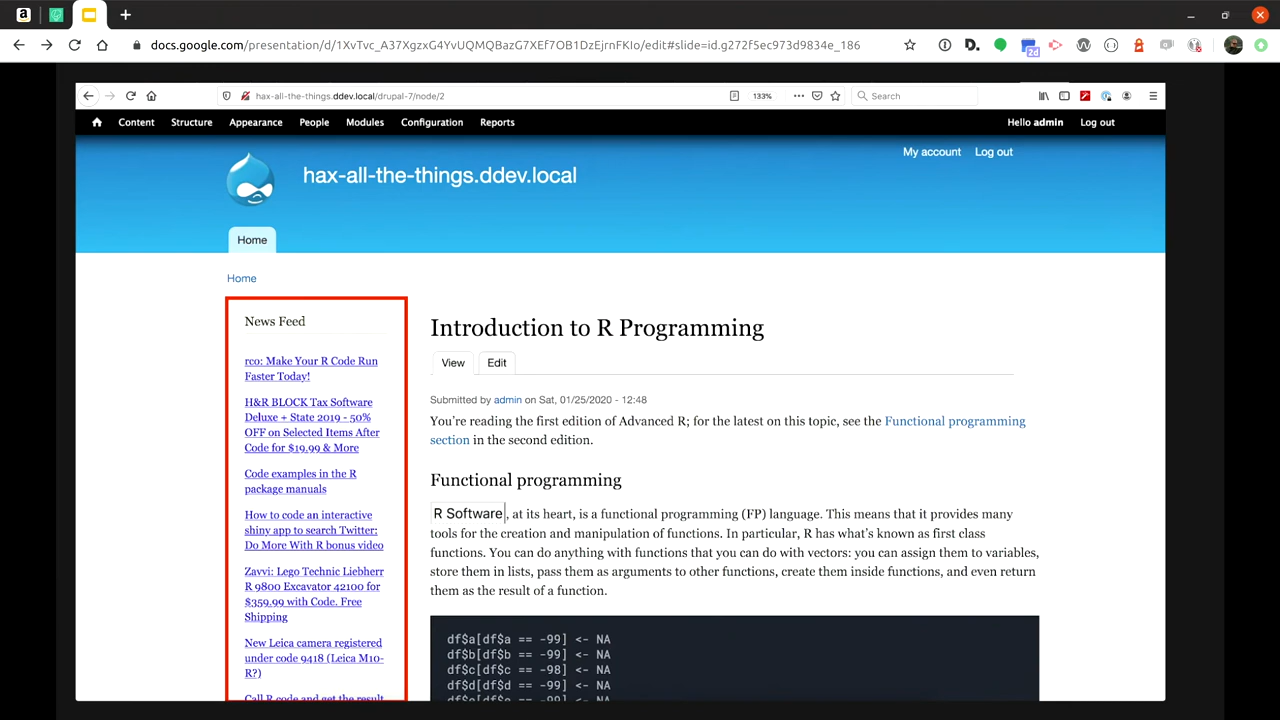 docs.google.com/presentation/d/1XvTvc_A37XgzxG4YvUQMQBazG7XEf7OB1DzEjrnFKIo/edit#slide=id.g272f5ec973d9834e_186
2d
hax-all-the-things.ddev.local/drupal-7/node/2
133%
Search
Content Structure Appearance People Modules Configuration Reports
Hello admin Log out
My account Log out
hax-all-the-things.ddev.local
Home
Home
News Feed
rco: Make Your R Code Run
Faster Today!
H&R BLOCK Tax Software
Deluxe + State 2019 - 50%
OFF on Selected Items After
Code for $19.99 & More
Code examples in the R
package manuals
How to code an interactive
shiny app to search Twitter:
Do More With R bonus video
Zavvi: Lego Technic Liebherr
R 9800 Excavator 42100 for
$359.99 with Code. Free
Shipping
New Leica camera registered
under code 9418 (Leica M10-
R?)
Call R code and get the result
Introduction to R Programming
View Edit
Submitted by admin on Sat, 01/25/2020 - 12:48
You're reading the first edition of Advanced R; for the latest on this topic, see the Functional programming
section in the second edition.
Functional programming
R Software, at its heart, is a functional programming (FP) language. This means that it provides many
tools for the creation and manipulation of functions. In particular, R has what's known as first class
functions. You can do anything with functions that you can do with vectors: you can assign them to variables,
store them in lists, pass them as arguments to other functions, create them inside functions, and even return
them as the result of a function.
df$a[df$a == -99] <- NA
df$b[df$b == -99] <- NA
df$c[df$c == -98] <- NA
df$d[df$d == -99] <- NA